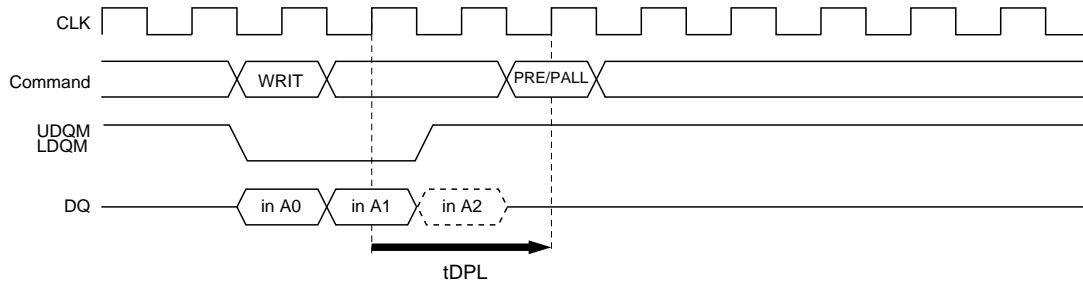 CLK
Command
WRIT
PRE/PALL
UDQM
LDQM
DQ
in A0
in A1
in A2
tDPL